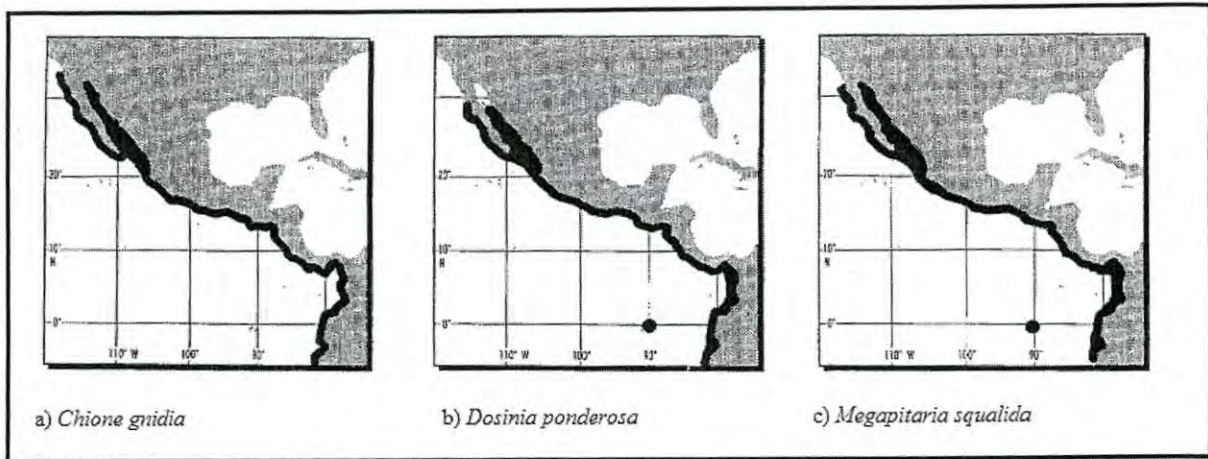 20°
10°
N
0°
110° W 100° 90°
20°
10°
N
0°
110° W 100° 90°
20°
10°
N
0°
110° W 100° 90°
a) Chione gnidia
b) Dosinia ponderosa
c) Megapitaria squalida